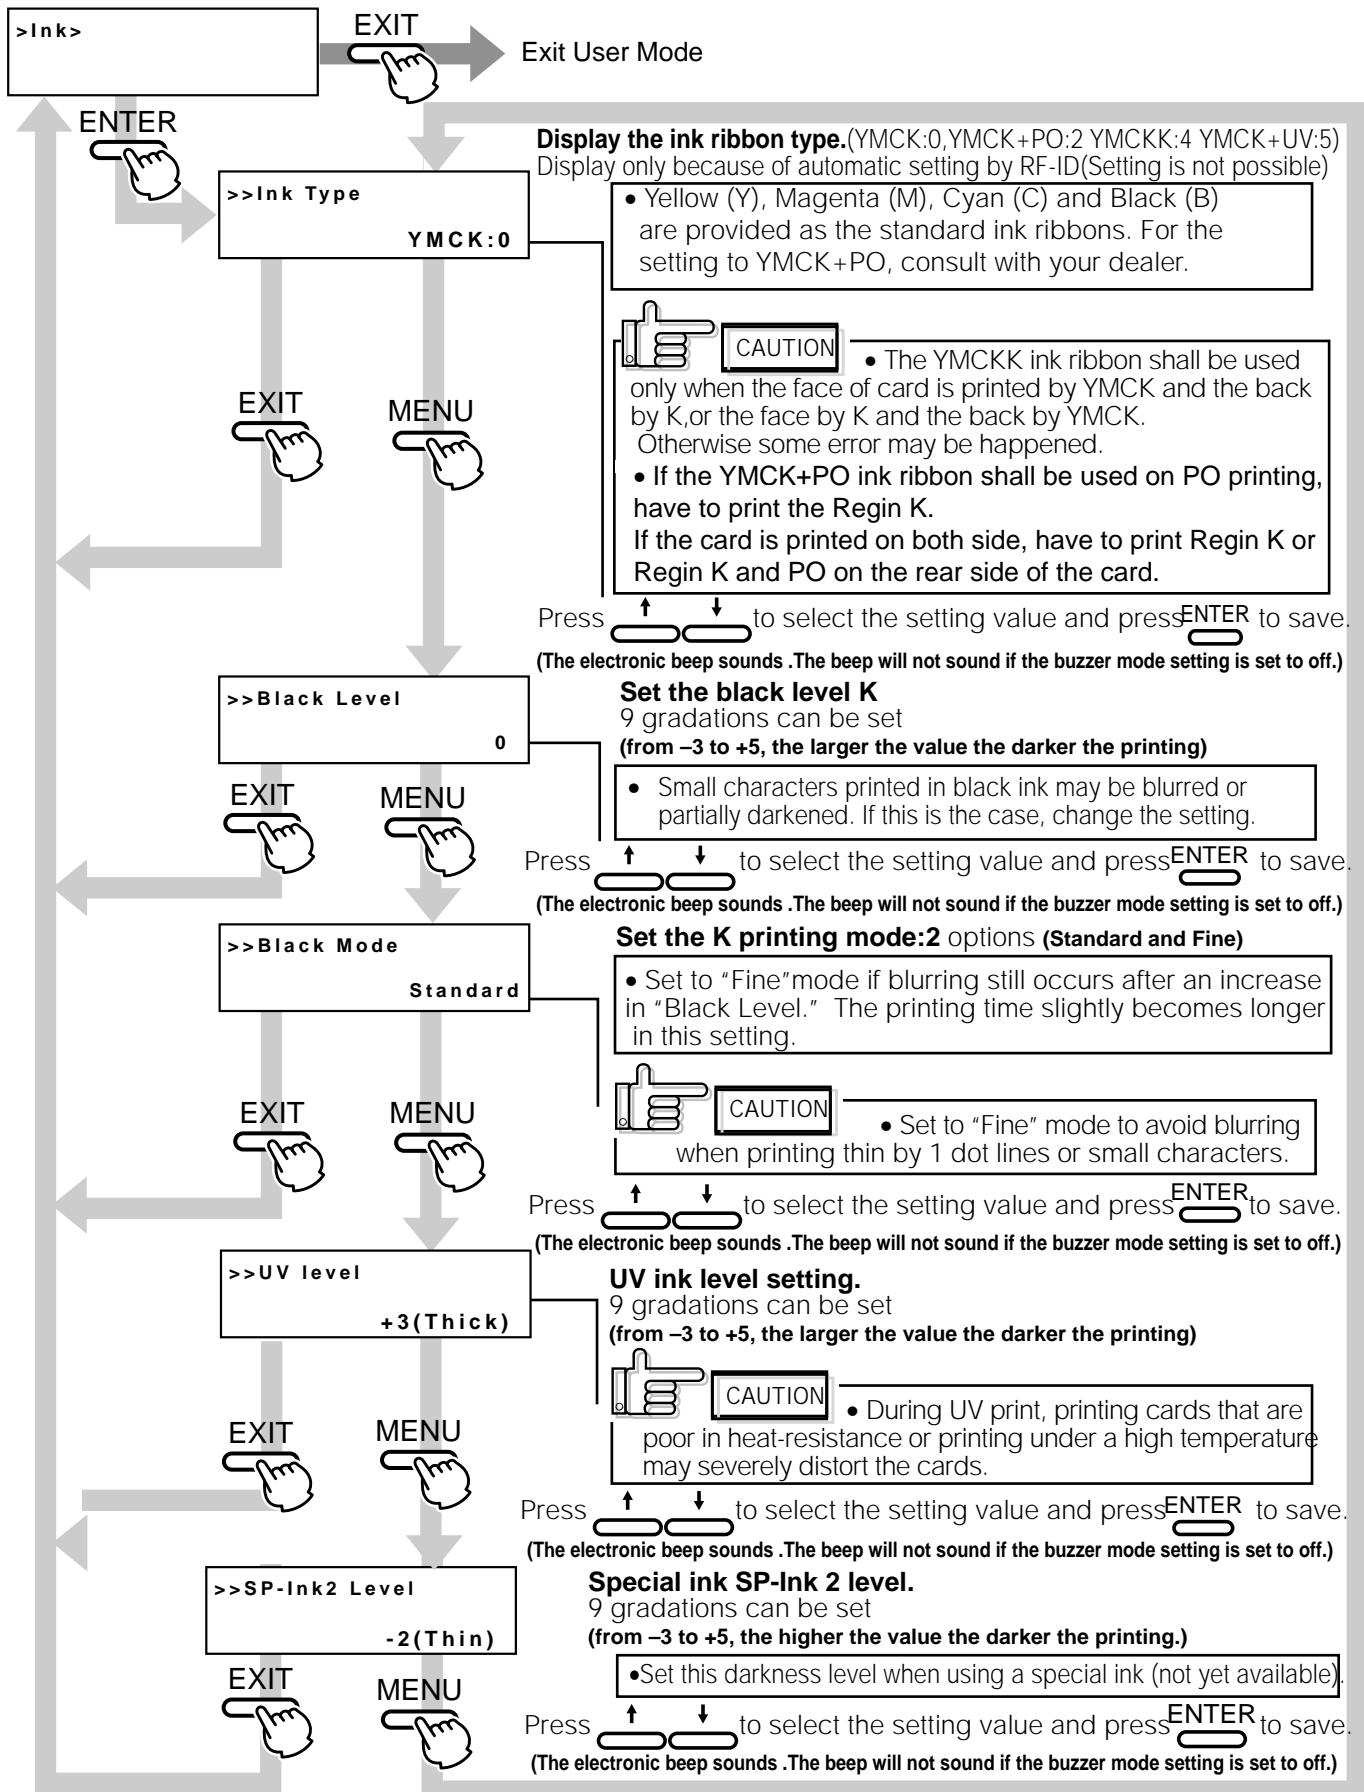 >Ink>
EXIT
Exit User Mode
ENTER
Display the ink ribbon type.(YMCK:0,YMCK+PO:2 YMCKK:4 YMCK+UV:5)
Display only because of automatic setting by RF-ID(Setting is not possible)
>>Ink Type
YMCK:0
• Yellow (Y), Magenta (M), Cyan (C) and Black (B)
are provided as the standard ink ribbons. For the
setting to YMCK+PO, consult with your dealer.
CAUTION
• The YMCKK ink ribbon shall be used
only when the face of card is printed by YMCK and the back
by K,or the face by K and the back by YMCK.
Otherwise some error may be happened.
• If the YMCK+PO ink ribbon shall be used on PO printing,
have to print the Regin K.
If the card is printed on both side, have to print Regin K or
Regin K and PO on the rear side of the card.
EXIT
MENU
Press ↑ ↓ to select the setting value and press ENTER to save.
(The electronic beep sounds .The beep will not sound if the buzzer mode setting is set to off.)
>>Black Level
0
Set the black level K
9 gradations can be set
(from –3 to +5, the larger the value the darker the printing)
• Small characters printed in black ink may be blurred or
partially darkened. If this is the case, change the setting.
EXIT
MENU
Press ↑ ↓ to select the setting value and press ENTER to save.
(The electronic beep sounds .The beep will not sound if the buzzer mode setting is set to off.)
>>Black Mode
Standard
Set the K printing mode:2 options (Standard and Fine)
• Set to "Fine"mode if blurring still occurs after an increase
in "Black Level." The printing time slightly becomes longer
in this setting.
CAUTION
• Set to "Fine" mode to avoid blurring
when printing thin by 1 dot lines or small characters.
EXIT
MENU
Press ↑ ↓ to select the setting value and press ENTER to save.
(The electronic beep sounds .The beep will not sound if the buzzer mode setting is set to off.)
>>UV level
+3(Thick)
UV ink level setting.
9 gradations can be set
(from –3 to +5, the larger the value the darker the printing)
CAUTION
• During UV print, printing cards that are
poor in heat-resistance or printing under a high temperature
may severely distort the cards.
EXIT
MENU
Press ↑ ↓ to select the setting value and press ENTER to save.
(The electronic beep sounds .The beep will not sound if the buzzer mode setting is set to off.)
>>SP-Ink2 Level
-2(Thin)
Special ink SP-Ink 2 level.
9 gradations can be set
(from –3 to +5, the higher the value the darker the printing.)
•Set this darkness level when using a special ink (not yet available).
EXIT
MENU
Press ↑ ↓ to select the setting value and press ENTER to save.
(The electronic beep sounds .The beep will not sound if the buzzer mode setting is set to off.)